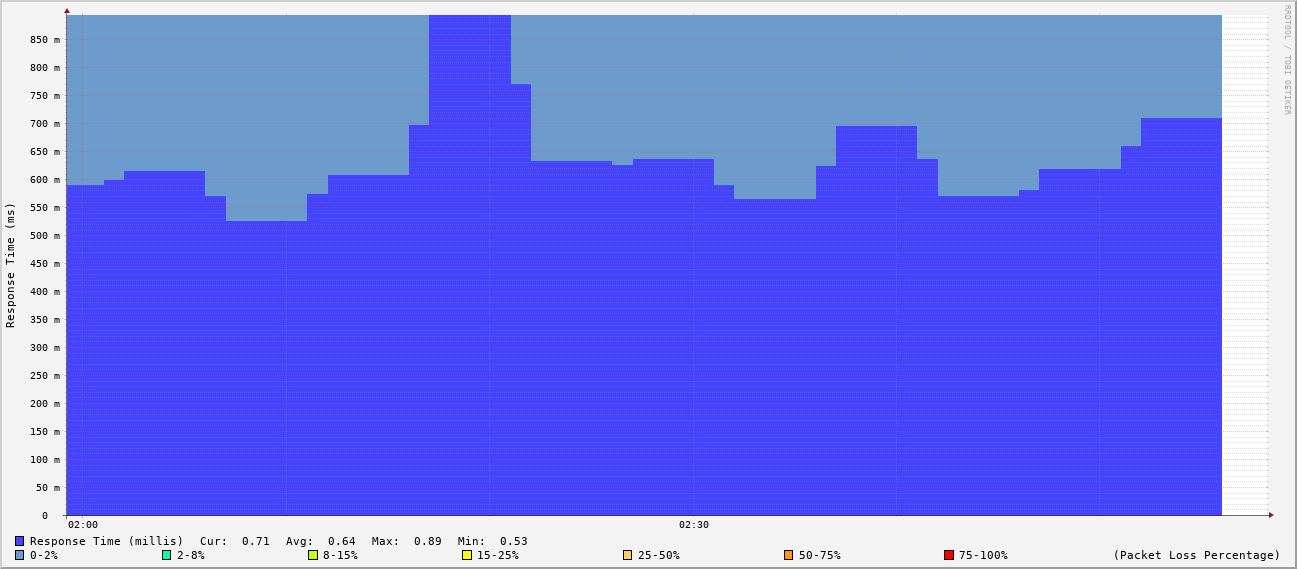 RRDTOOL / TOBI OETIKER
Response Time (ms)
850 m
800 m
750 m
700 m
650 m
600 m
550 m
500 m
450 m
400 m
350 m
300 m
250 m
200 m
150 m
100 m
50 m
0
02:00 02:30
Response Time (millis) Cur: 0.71 Avg: 0.64 Max: 0.89 Min: 0.53
0-2% 2-8% 8-15% 15-25% 25-50% 50-75% 75-100% (Packet Loss Percentage)